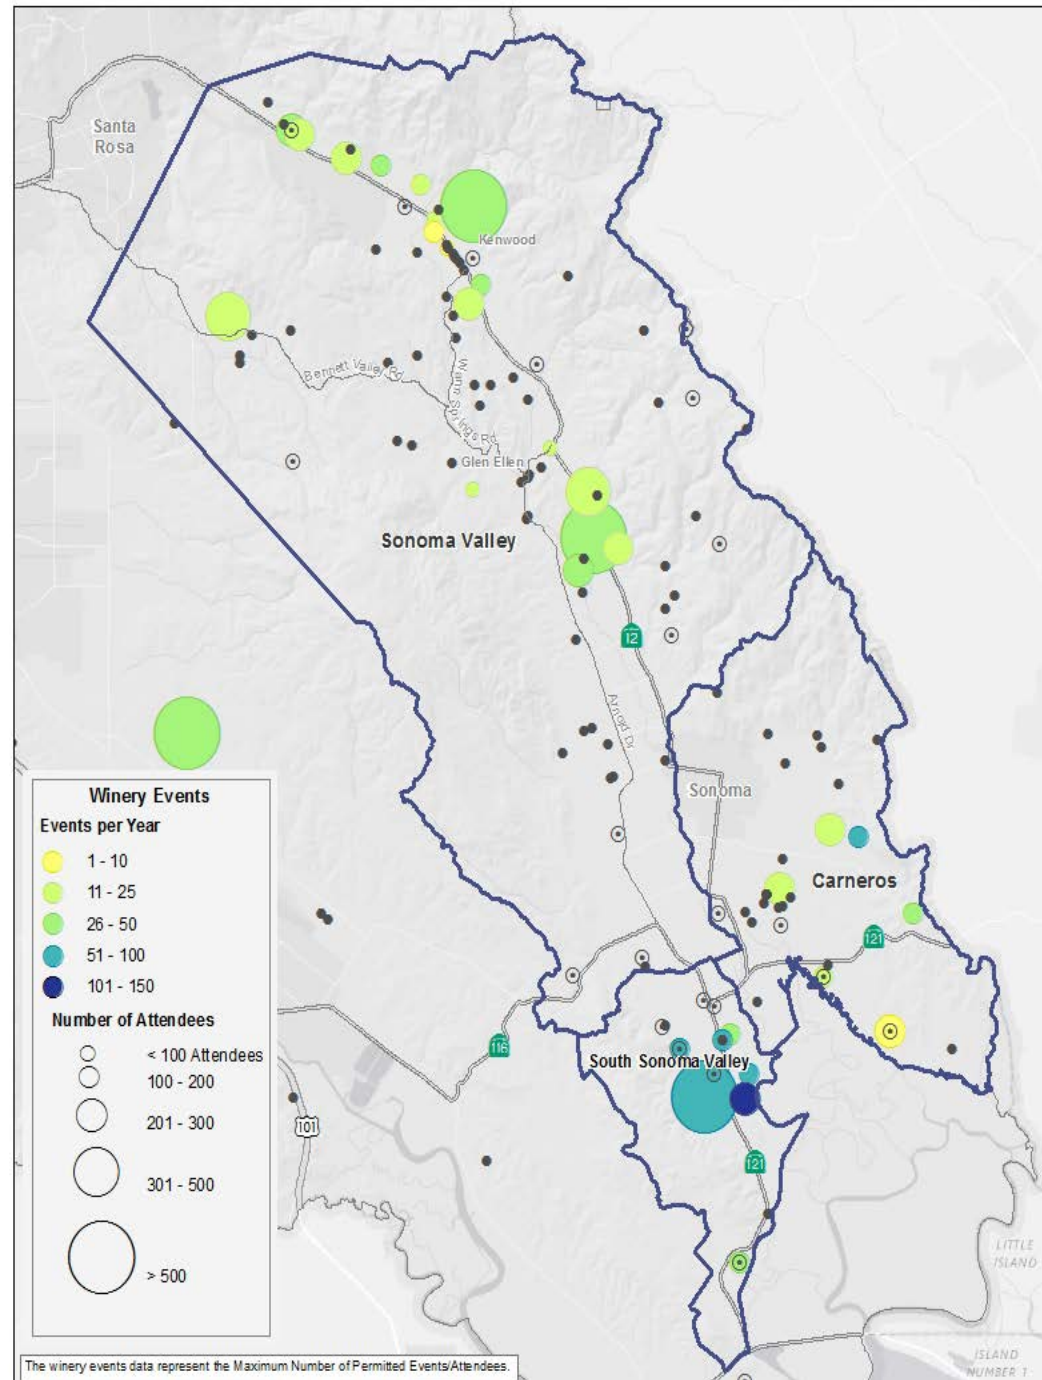 Santa
Rosa
Kenwood
Bennett Valley Rd
Warm Springs Rd
Glen Ellen
Sonoma Valley
12
Arnold Dr
Sonoma
Carneros
121
116
South Sonoma Valley
101
121
LITTLE
ISLAND
ISLAND
NUMBER 1
Winery Events
Events per Year
1 - 10
11 - 25
26 - 50
51 - 100
101 - 150
Number of Attendees
< 100 Attendees
100 - 200
201 - 300
301 - 500
> 500
The winery events data represent the Maximum Number of Permitted Events/Attendees.